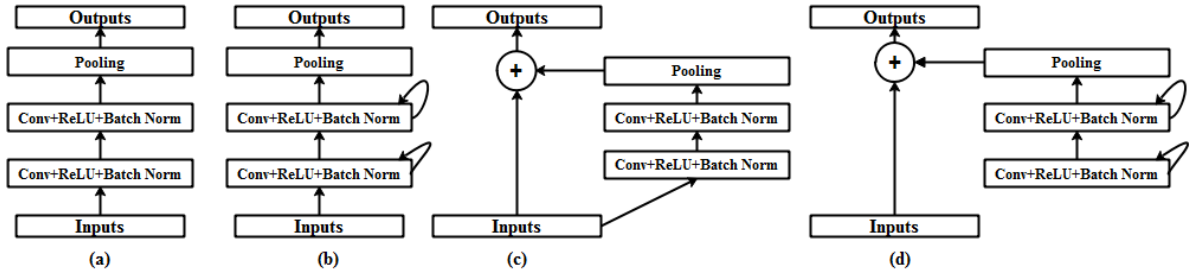 Outputs
Pooling
Conv+ReLU+Batch Norm
Conv+ReLU+Batch Norm
Inputs
(a)
Outputs
Pooling
Conv+ReLU+Batch Norm
Conv+ReLU+Batch Norm
Inputs
(b)
Outputs
+
Pooling
Conv+ReLU+Batch Norm
Conv+ReLU+Batch Norm
Inputs
(c)
Outputs
+
Pooling
Conv+ReLU+Batch Norm
Conv+ReLU+Batch Norm
Inputs
(d)